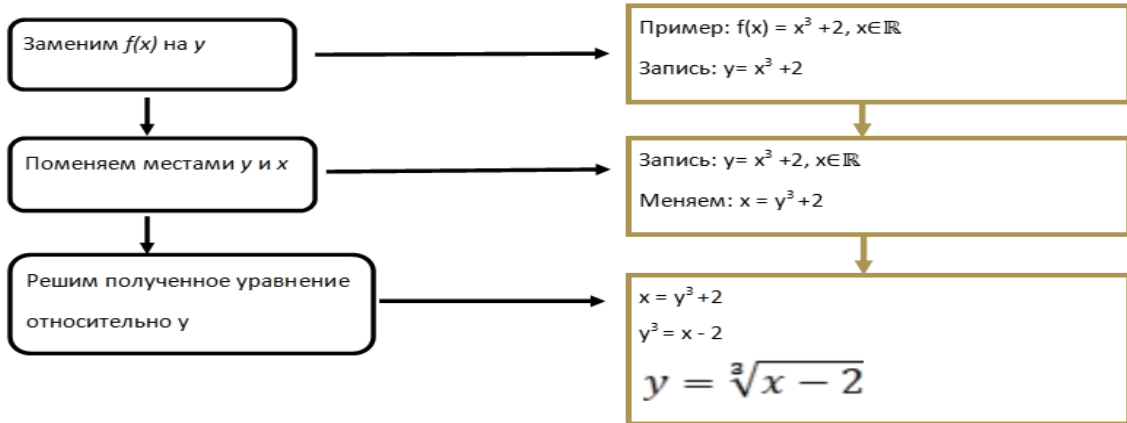 Заменим f(x) на y
Пример: f(x) = x³ +2, x∈ℝ
Запись: y= x³ +2
Поменяем местами y и x
Запись: y= x³ +2, x∈ℝ
Меняем: x = y³ +2
Решим полученное уравнение
относительно y
x = y³ +2
y³ = x - 2
y = ∛(x − 2)